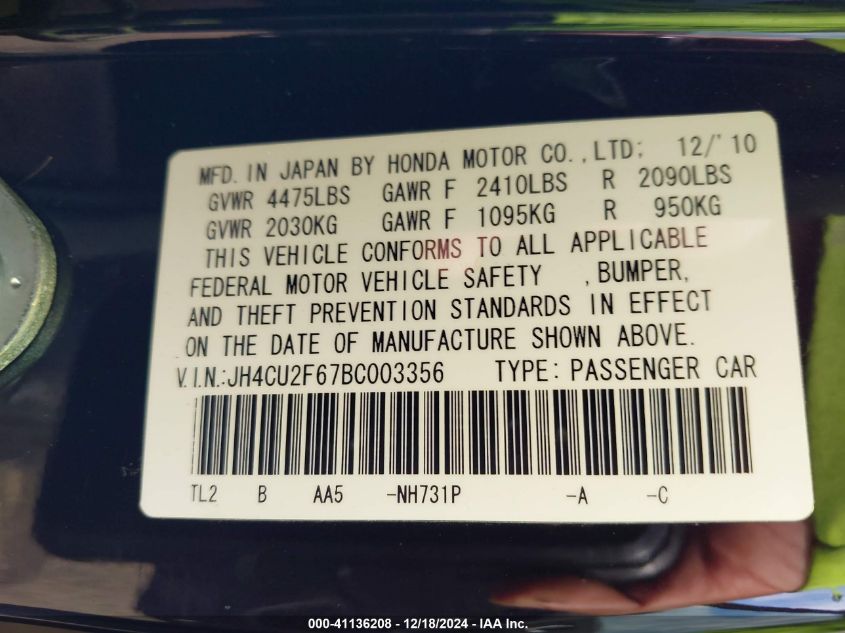 MFD. IN JAPAN BY HONDA MOTOR CO.,LTD; 12/'10
GVWR 4475LBS GAWR F 2410LBS R 2090LBS
GVWR 2030KG GAWR F 1095KG R 950KG
THIS VEHICLE CONFORMS TO ALL APPLICABLE
FEDERAL MOTOR VEHICLE SAFETY ,BUMPER,
AND THEFT PREVENTION STANDARDS IN EFFECT
ON THE DATE OF MANUFACTURE SHOWN ABOVE.
V.I.N.:JH4CU2F67BC003356 TYPE: PASSENGER CAR
TL2 B AA5 -NH731P -A -C
000-41136208 - 12/18/2024 - IAA Inc.